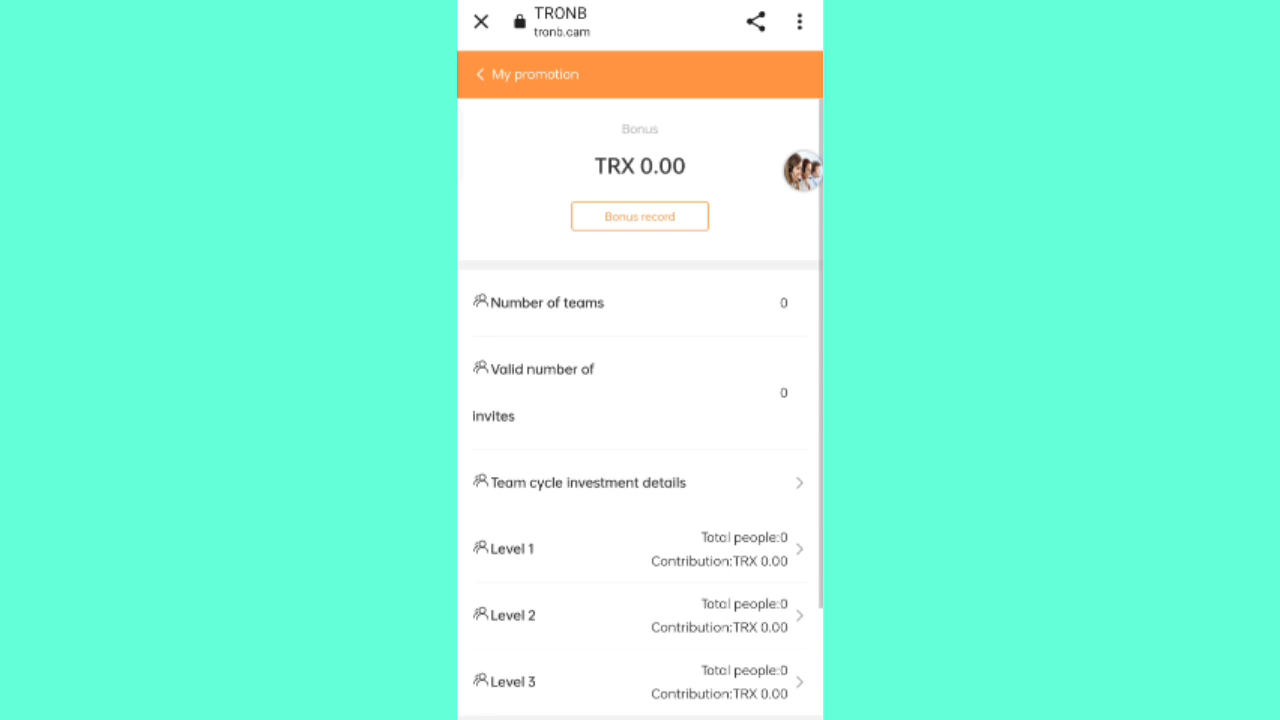 TRONB
tronb.cam
My promotion
Bonus
TRX 0.00
Bonus record
Number of teams 0
Valid number of
0
invites
Team cycle investment details
Total people:0
Level 1
Contribution:TRX 0.00
Total people:0
Level 2
Contribution:TRX 0.00
Total people:0
Level 3
Contribution:TRX 0.00